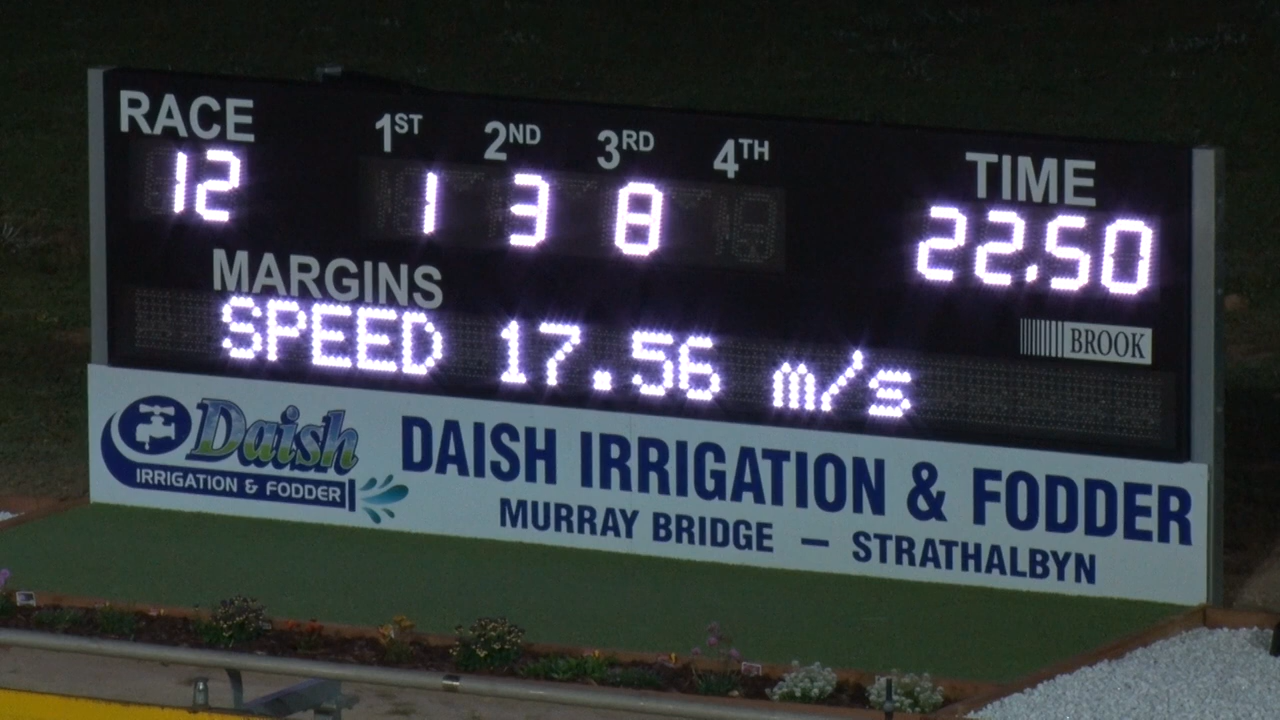 RACE 1ST 2ND 3RD 4TH TIME
12 1 3 8 22.50
MARGINS
SPEED 17.56 m/s
BROOK
Daish
IRRIGATION & FODDER
DAISH IRRIGATION & FODDER
MURRAY BRIDGE – STRATHALBYN